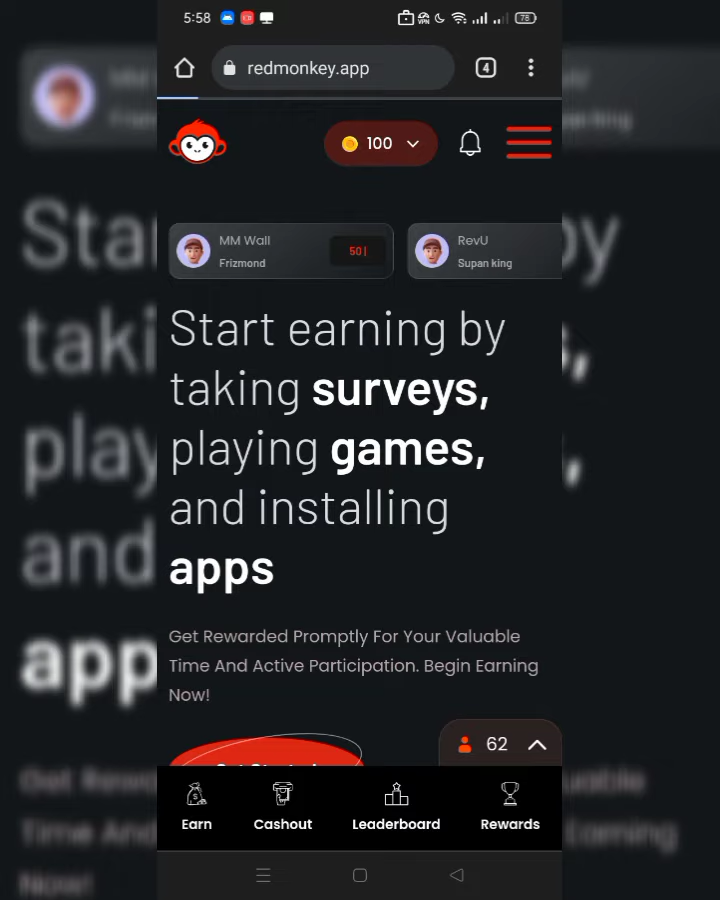 5:58
VPN
78
redmonkey.app
4
100
MM Wall
Frizmond
50 |
RevU
Supan king
Start earning by
taking surveys,
playing games,
and installing
apps
Get Rewarded Promptly For Your Valuable
Time And Active Participation. Begin Earning
Now!
62
Earn
Cashout
Leaderboard
Rewards